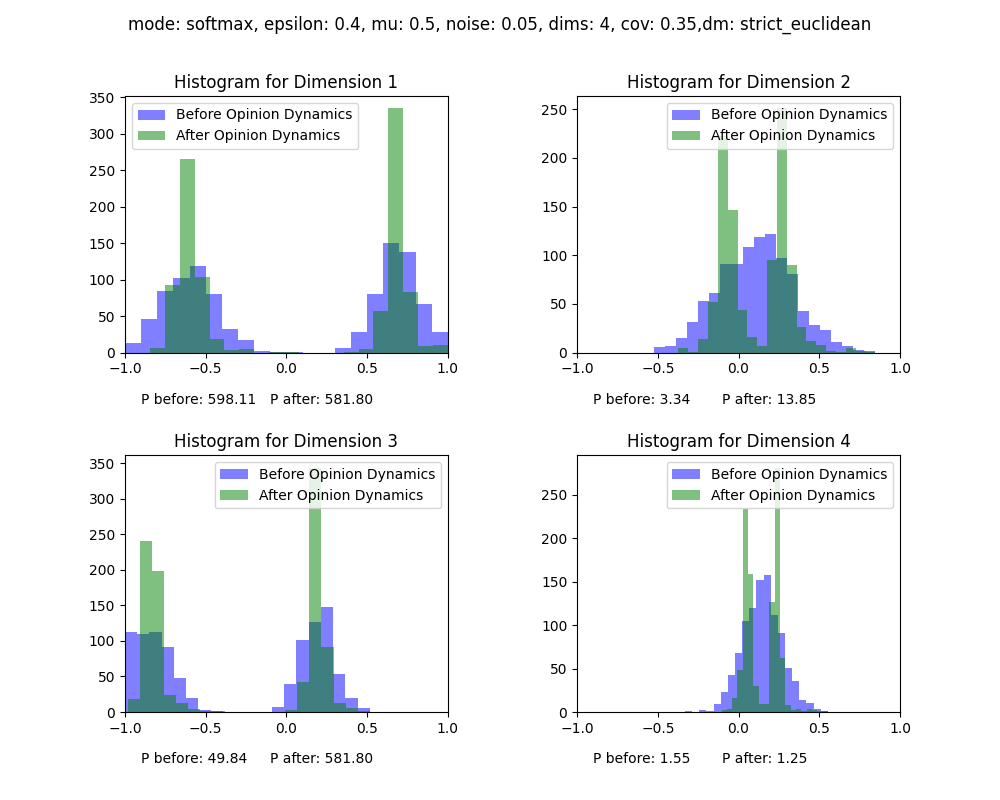 mode: softmax, epsilon: 0.4, mu: 0.5, noise: 0.05, dims: 4, cov: 0.35,dm: strict_euclidean
Histogram for Dimension 1
350
300
250
200
150
100
50
0
Before Opinion Dynamics
After Opinion Dynamics
−1.0 −0.5 0.0 0.5 1.0
P before: 598.11 P after: 581.80
Histogram for Dimension 2
250
200
150
100
50
0
Before Opinion Dynamics
After Opinion Dynamics
−1.0 −0.5 0.0 0.5 1.0
P before: 3.34 P after: 13.85
Histogram for Dimension 3
350
300
250
200
150
100
50
0
Before Opinion Dynamics
After Opinion Dynamics
−1.0 −0.5 0.0 0.5 1.0
P before: 49.84 P after: 581.80
Histogram for Dimension 4
250
200
150
100
50
0
Before Opinion Dynamics
After Opinion Dynamics
−1.0 −0.5 0.0 0.5 1.0
P before: 1.55 P after: 1.25